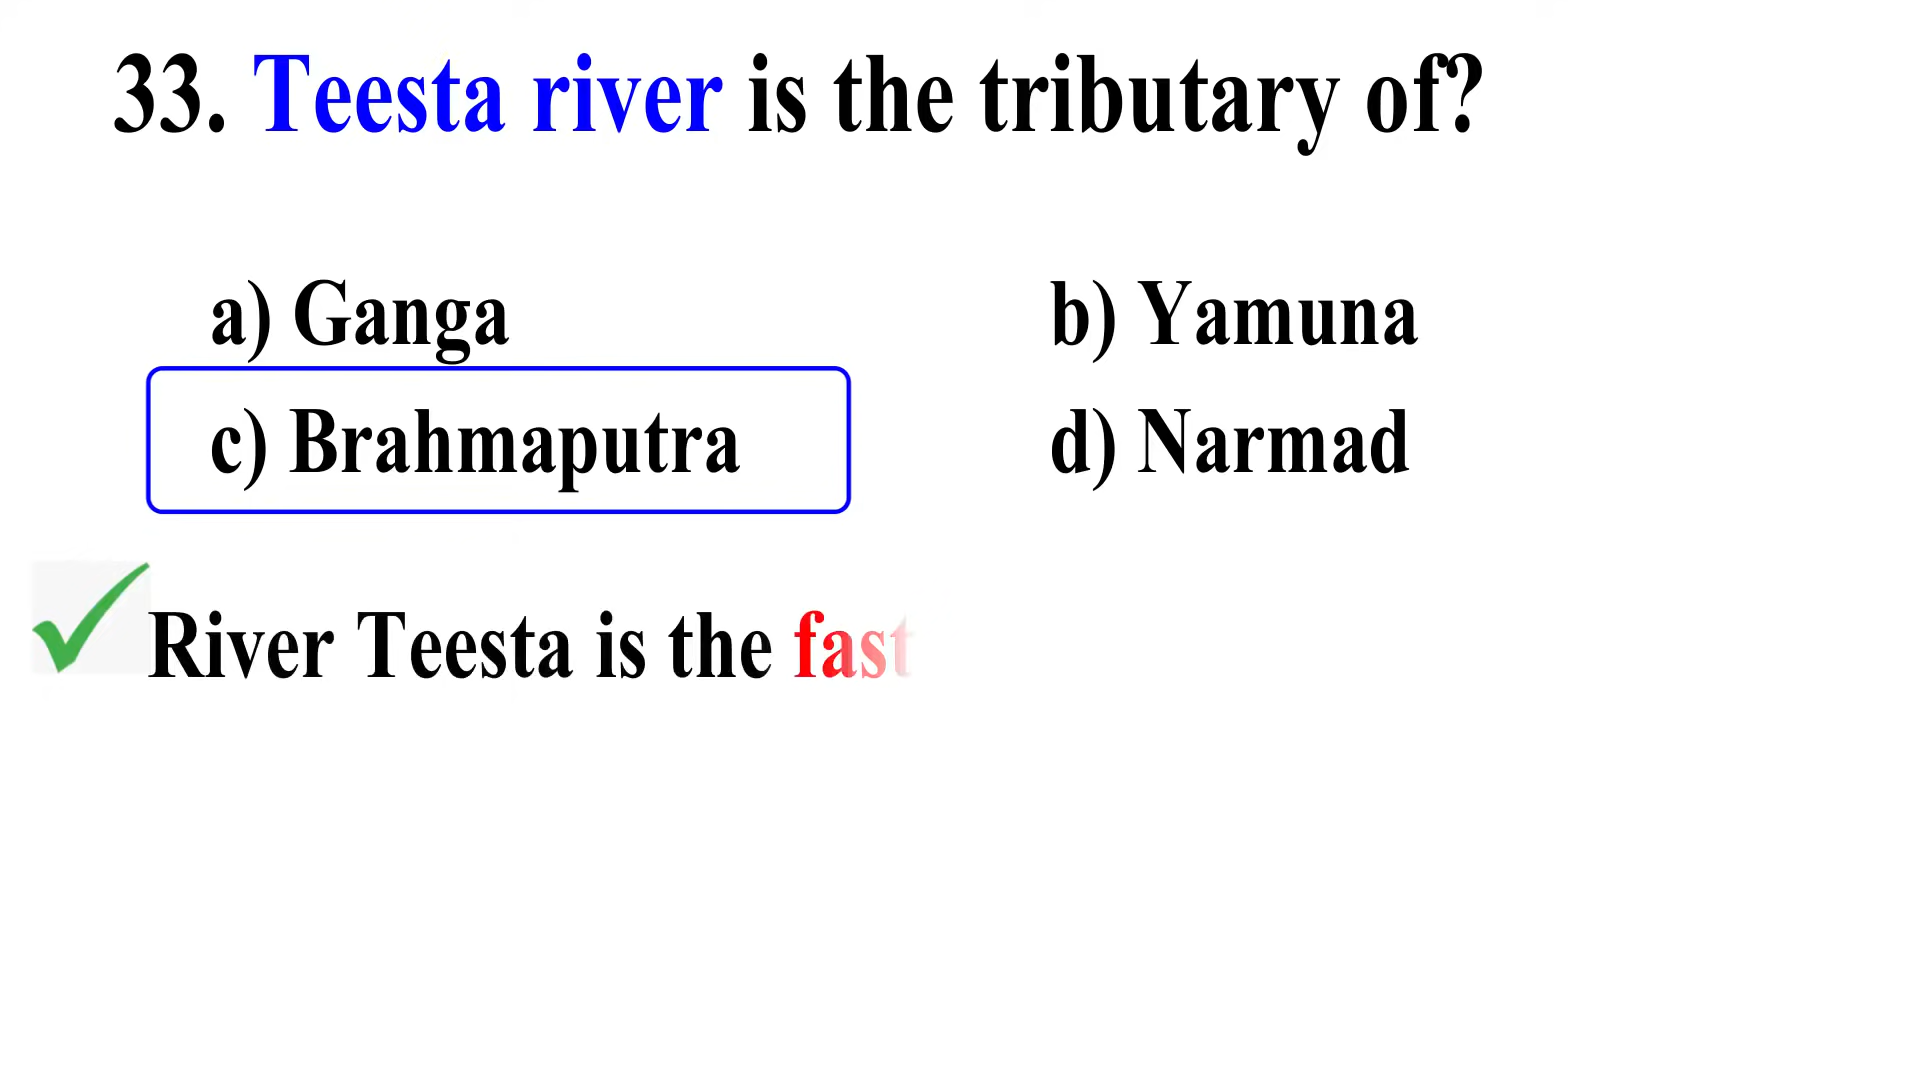 33. Teesta river is the tributary of?
a) Ganga b) Yamuna
c) Brahmaputra d) Narmad
River Teesta is the fast